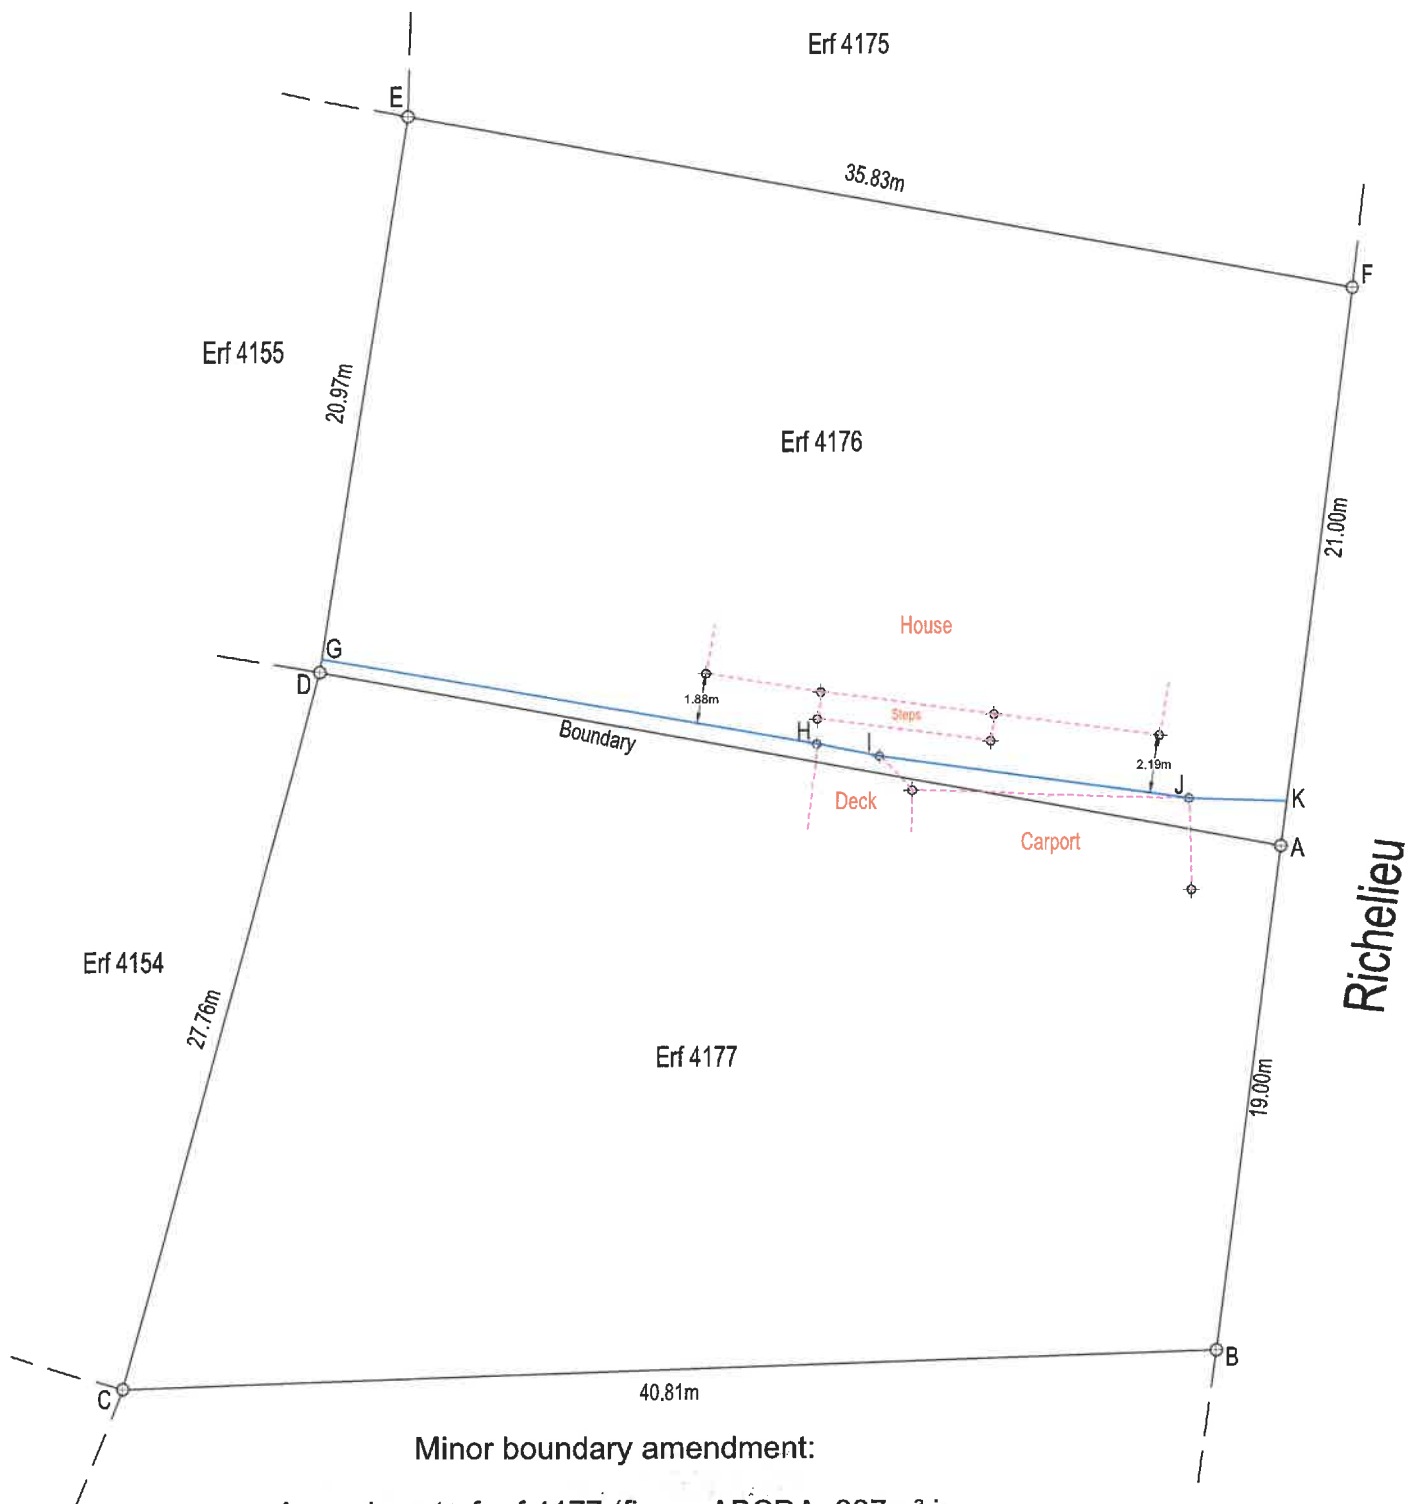 Erf 4175
E
35.83m
F
Erf 4155
20.97m
Erf 4176
21.00m
House
G
D
1.88m
Steps
H
I
Boundary
2.19m
J
K
Deck
A
Carport
Richelieu
Erf 4154
27.76m
Erf 4177
19.00m
B
C
40.81m
Minor boundary amendment: